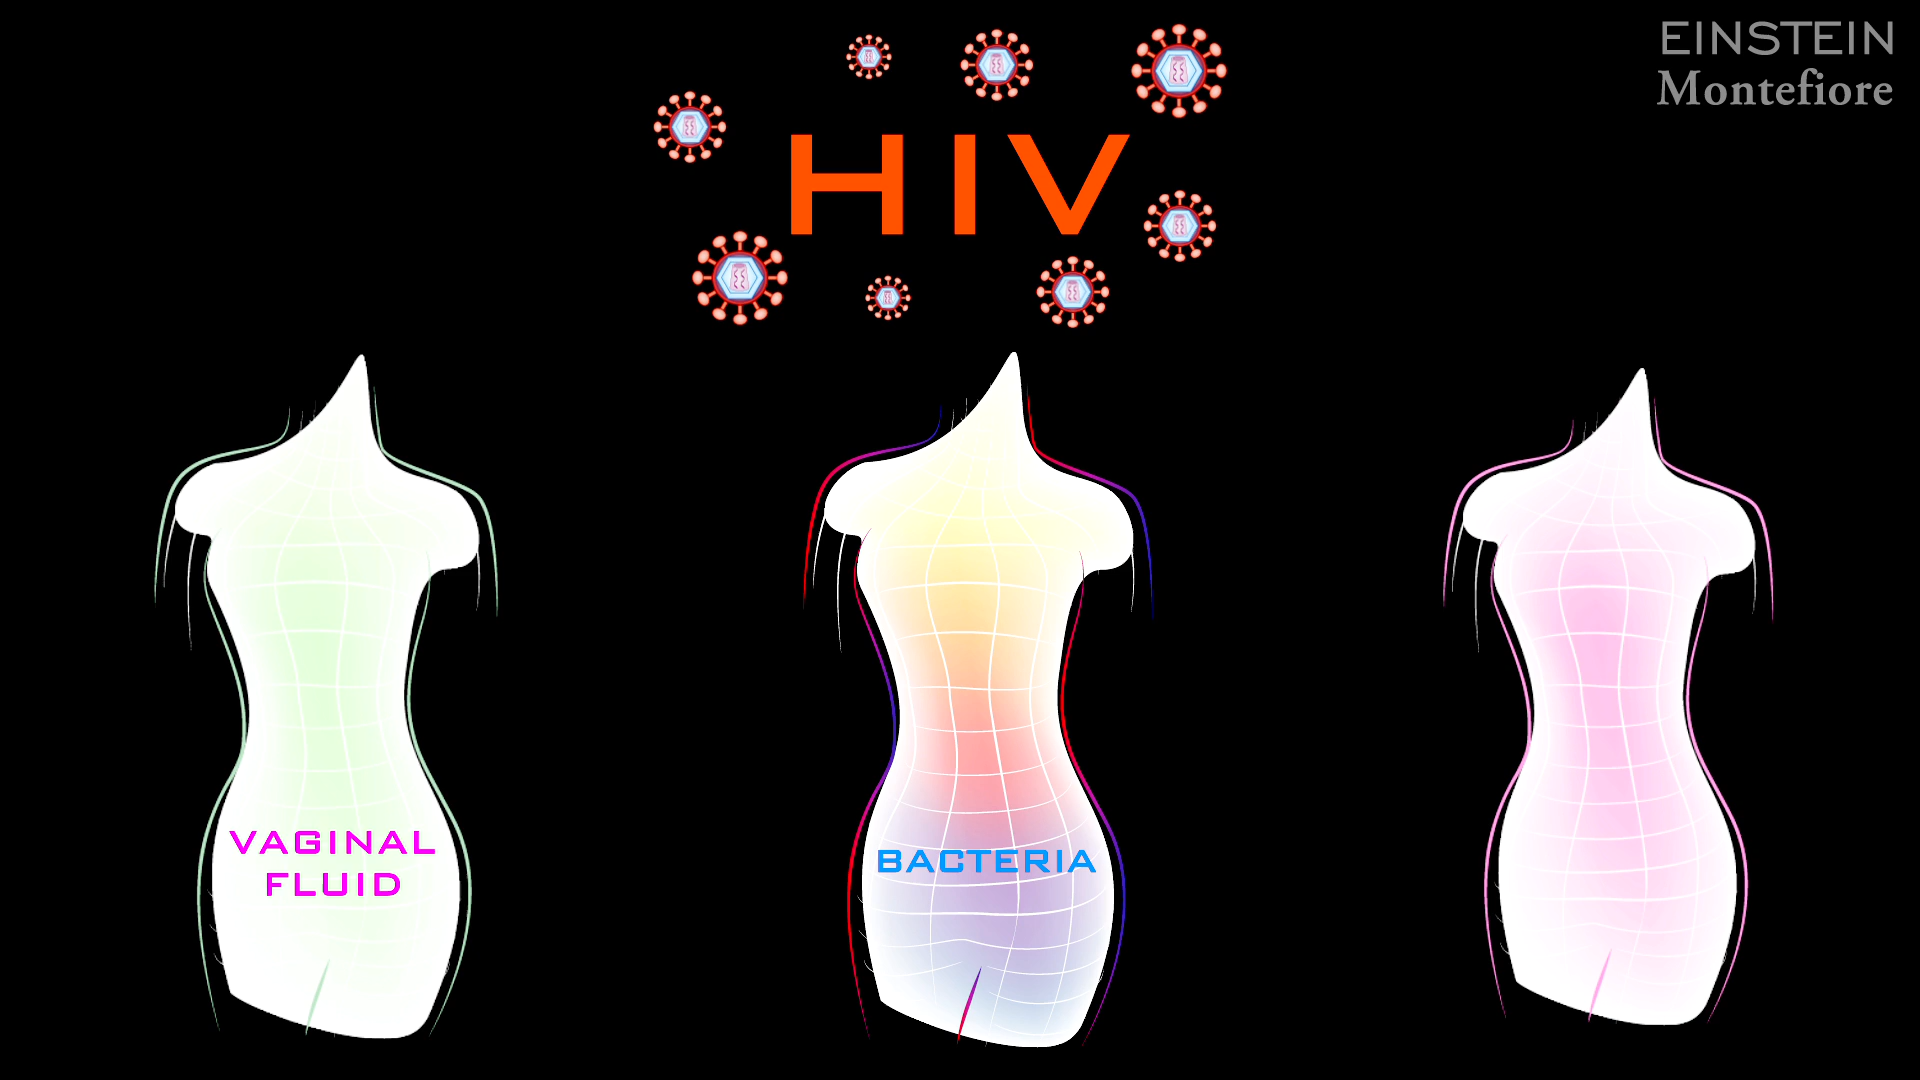 EINSTEIN
Montefiore
HIV
VAGINAL
FLUID
BACTERIA